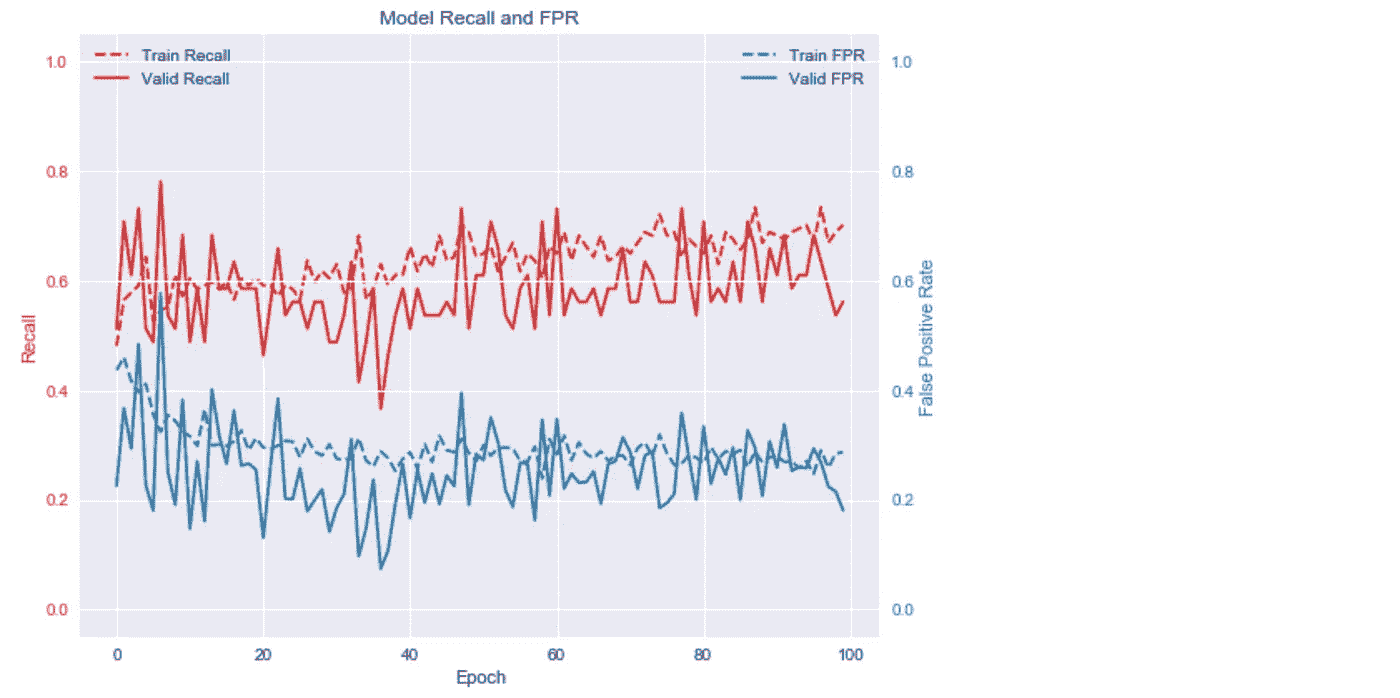 Model Recall and FPR
Train Recall
Valid Recall
Train FPR
Valid FPR
1.0
0.8
0.6
0.4
0.2
0.0
Recall
1.0
0.8
0.6
0.4
0.2
0.0
False Positive Rate
0 20 40 60 80 100
Epoch